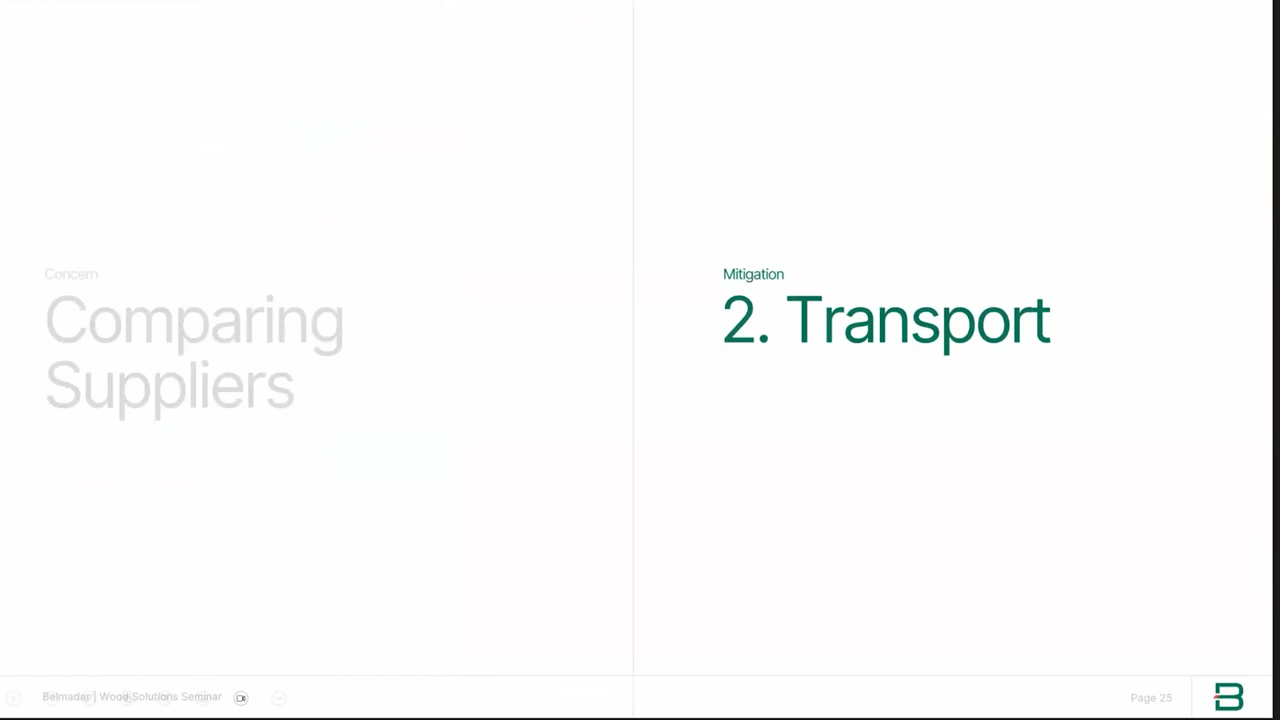 Concern
Comparing
Suppliers
Mitigation
2. Transport
Belmadar | Wood Solutions Seminar
Page 25
B